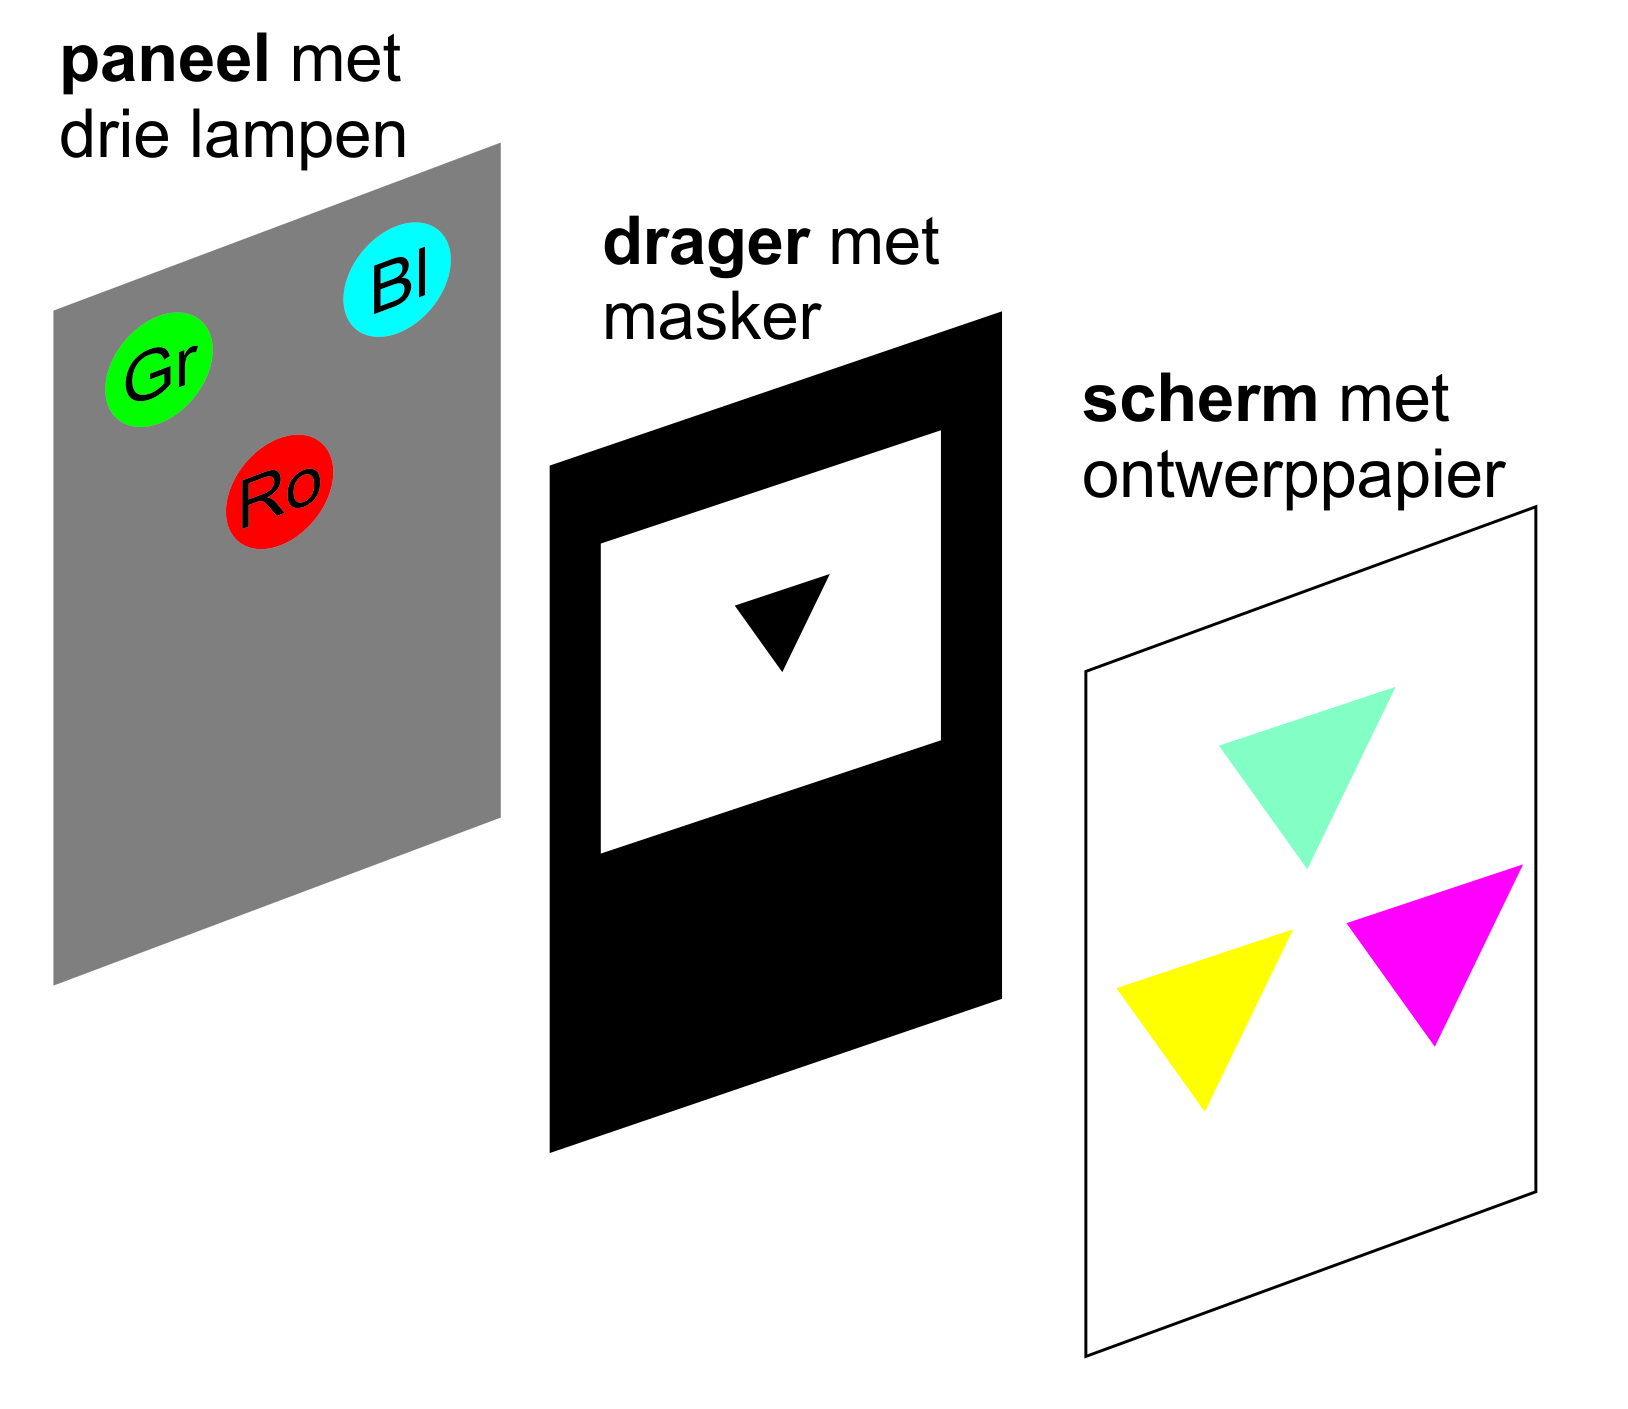 paneel met
drie lampen
Bl
Gr
Ro
drager met
masker
scherm met
ontwerppapier